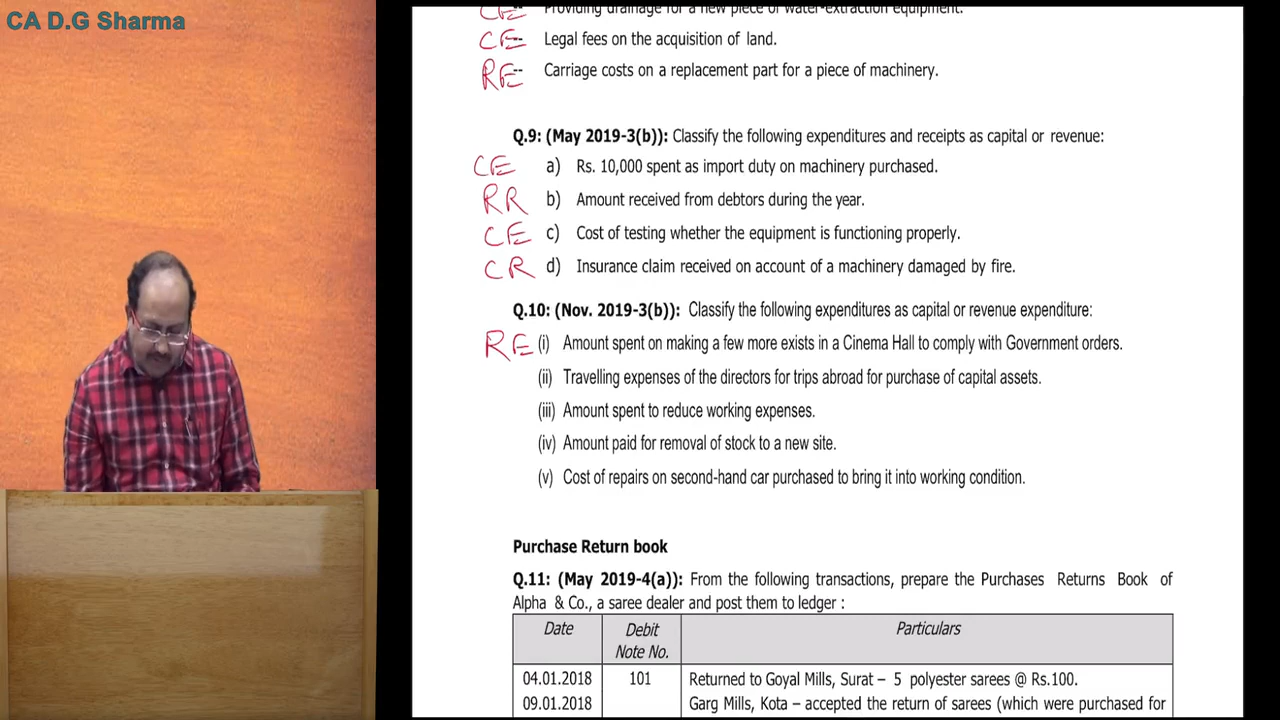 CA D.G Sharma
CE -- Providing drainage for a new piece of water-extraction equipment.
CE -- Legal fees on the acquisition of land.
RE -- Carriage costs on a replacement part for a piece of machinery.
Q.9: (May 2019-3(b)): Classify the following expenditures and receipts as capital or revenue:
CE a) Rs. 10,000 spent as import duty on machinery purchased.
RR b) Amount received from debtors during the year.
CE c) Cost of testing whether the equipment is functioning properly.
CR d) Insurance claim received on account of a machinery damaged by fire.
Q.10: (Nov. 2019-3(b)): Classify the following expenditures as capital or revenue expenditure:
RE (i) Amount spent on making a few more exists in a Cinema Hall to comply with Government orders.
(ii) Travelling expenses of the directors for trips abroad for purchase of capital assets.
(iii) Amount spent to reduce working expenses.
(iv) Amount paid for removal of stock to a new site.
(v) Cost of repairs on second-hand car purchased to bring it into working condition.
Purchase Return book
Q.11: (May 2019-4(a)): From the following transactions, prepare the Purchases Returns Book of
Alpha & Co., a saree dealer and post them to ledger :
Date Debit Particulars
Note No.
04.01.2018 101 Returned to Goyal Mills, Surat – 5 polyester sarees @ Rs.100.
09.01.2018 Garg Mills, Kota – accepted the return of sarees (which were purchased for